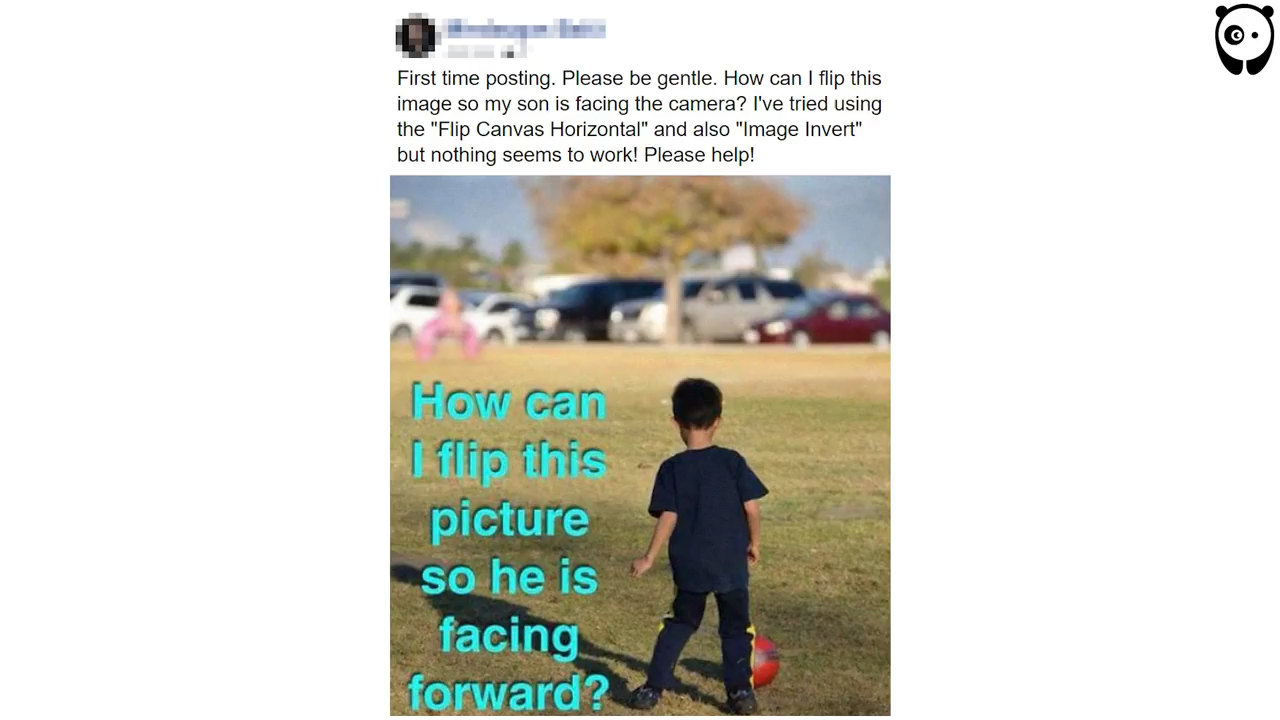 First time posting. Please be gentle. How can I flip this
image so my son is facing the camera? I've tried using
the "Flip Canvas Horizontal" and also "Image Invert"
but nothing seems to work! Please help!
How can
I flip this
picture
so he is
facing
forward?